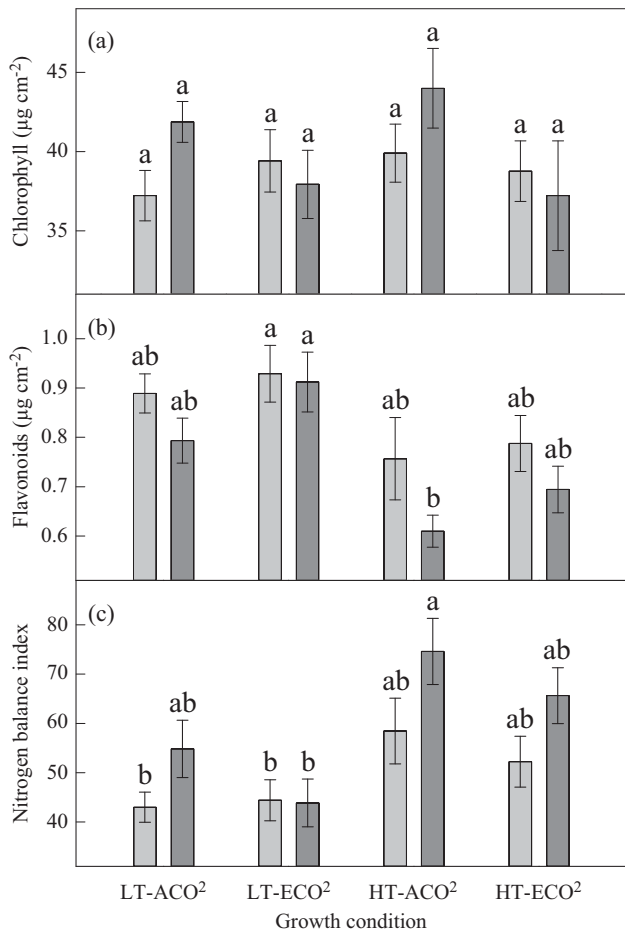 (a)
Chlorophyll (µg cm⁻²)
45
40
35
a a a a a a a a
(b)
Flavonoids (µg cm⁻²)
1.0
0.9
0.8
0.7
0.6
ab ab a a ab b ab ab
(c)
Nitrogen balance index
80
70
60
50
40
b ab b b ab a ab ab
LT-ACO² LT-ECO² HT-ACO² HT-ECO²
Growth condition